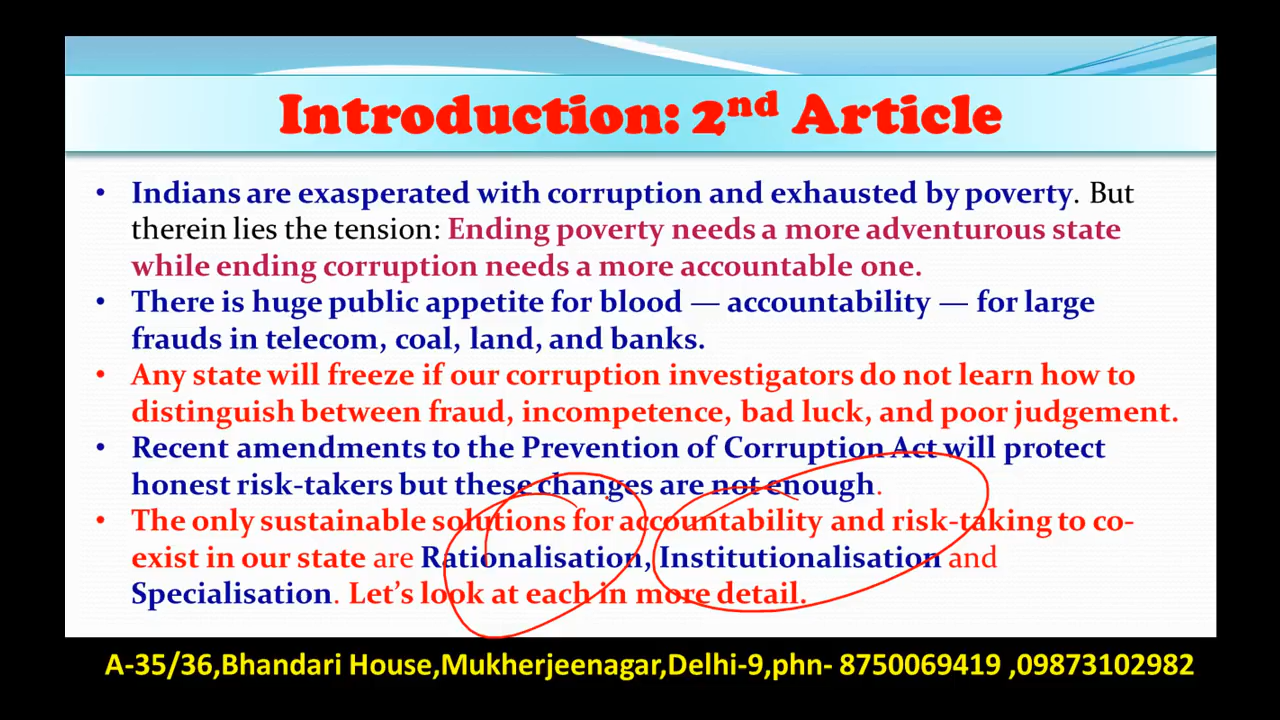 Introduction: 2nd Article
• Indians are exasperated with corruption and exhausted by poverty. But
therein lies the tension: Ending poverty needs a more adventurous state
while ending corruption needs a more accountable one.
• There is huge public appetite for blood — accountability — for large
frauds in telecom, coal, land, and banks.
• Any state will freeze if our corruption investigators do not learn how to
distinguish between fraud, incompetence, bad luck, and poor judgement.
• Recent amendments to the Prevention of Corruption Act will protect
honest risk-takers but these changes are not enough.
• The only sustainable solutions for accountability and risk-taking to co-
exist in our state are Rationalisation, Institutionalisation and
Specialisation. Let’s look at each in more detail.
A-35/36,Bhandari House,Mukherjeenagar,Delhi-9,phn- 8750069419 ,09873102982